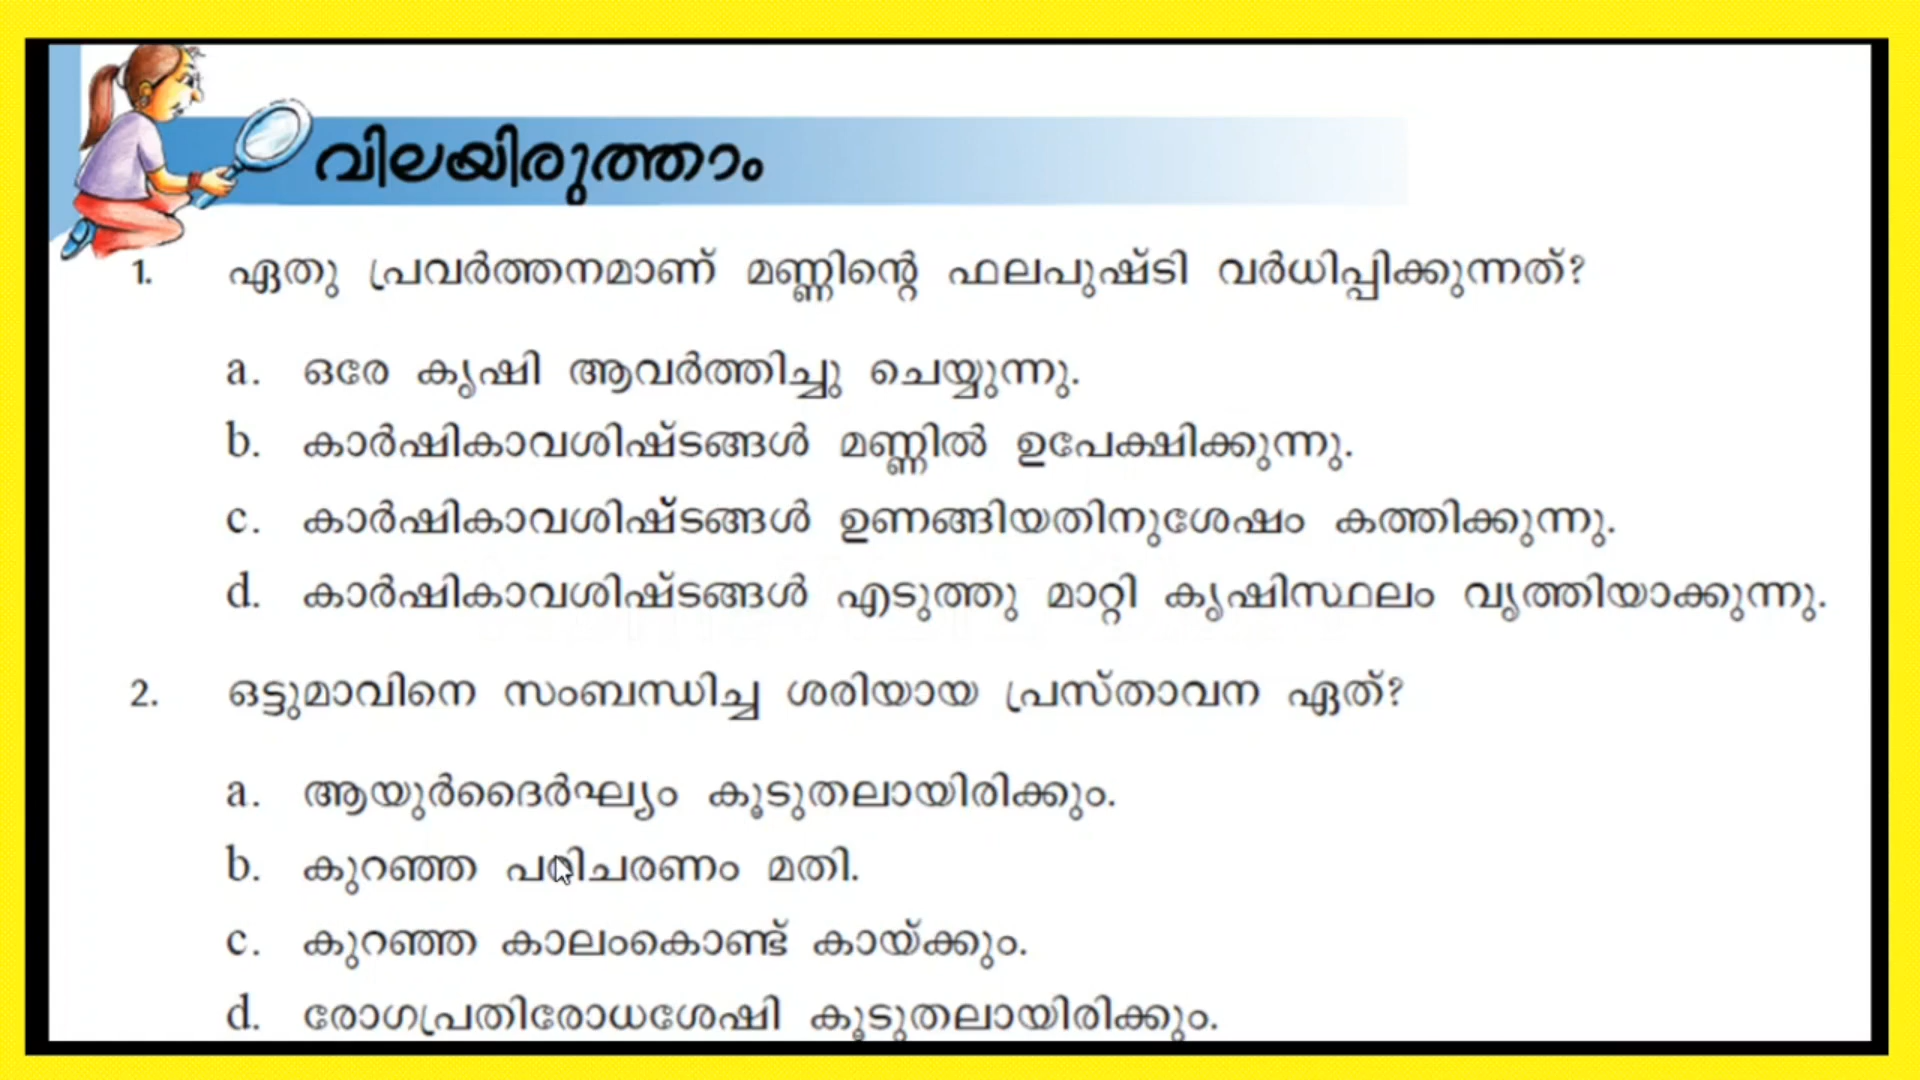 വിലയിരുത്താം
1. ഏതു പ്രവർത്തനമാണ് മണ്ണിന്റെ ഫലപുഷ്ടി വർധിപ്പിക്കുന്നത്?
a. ഒരേ കൃഷി ആവർത്തിച്ചു ചെയ്യുന്നു.
b. കാർഷികാവശിഷ്ടങ്ങൾ മണ്ണിൽ ഉപേക്ഷിക്കുന്നു.
c. കാർഷികാവശിഷ്ടങ്ങൾ ഉണങ്ങിയതിനുശേഷം കത്തിക്കുന്നു.
d. കാർഷികാവശിഷ്ടങ്ങൾ എടുത്തു മാറ്റി കൃഷിസ്ഥലം വൃത്തിയാക്കുന്നു.
2. ഒട്ടുമാവിനെ സംബന്ധിച്ച ശരിയായ പ്രസ്താവന ഏത്?
a. ആയുർദൈർഘ്യം കൂടുതലായിരിക്കും.
b. കുറഞ്ഞ പരിചരണം മതി.
c. കുറഞ്ഞ കാലംകൊണ്ട് കായ്ക്കും.
d. രോഗപ്രതിരോധശേഷി കൂടുതലായിരിക്കും.